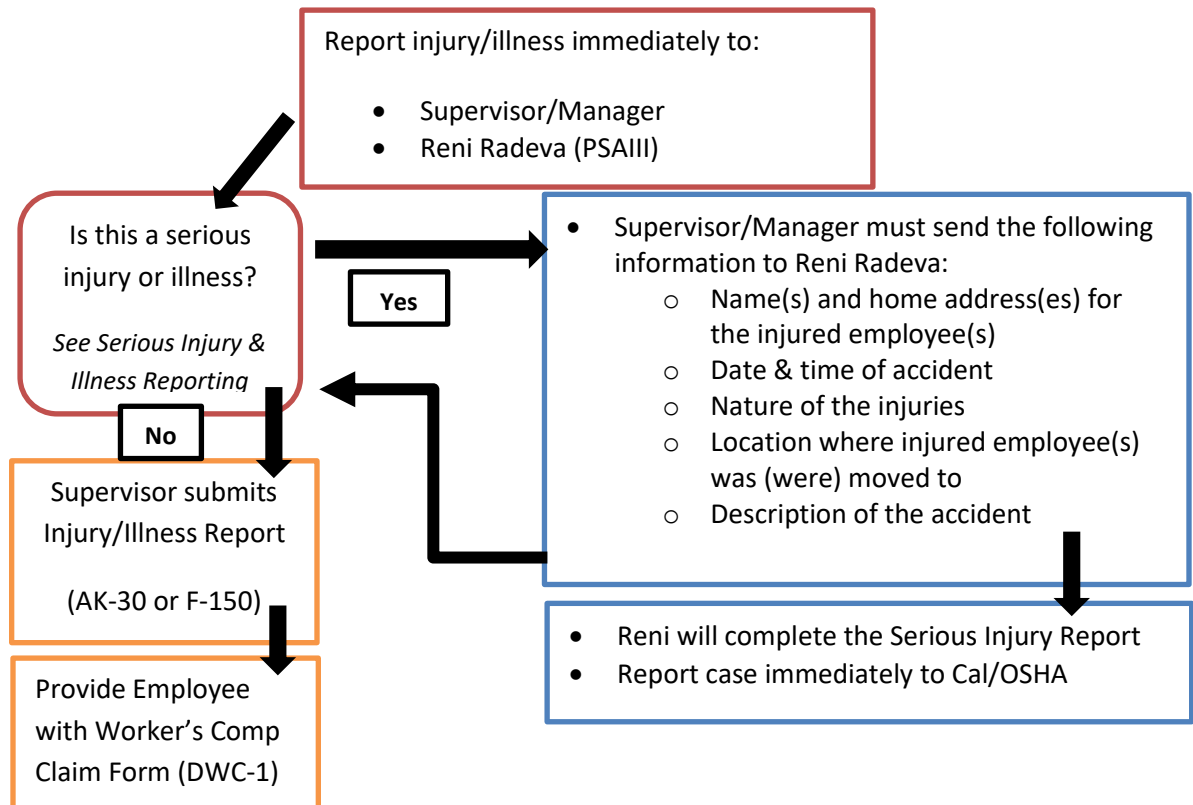 Report injury/illness immediately to:
• Supervisor/Manager
• Reni Radeva (PSAIII)
Is this a serious
injury or illness?
See Serious Injury &
Illness Reporting
Yes
No
• Supervisor/Manager must send the following
information to Reni Radeva:
o Name(s) and home address(es) for
the injured employee(s)
o Date & time of accident
o Nature of the injuries
o Location where injured employee(s)
was (were) moved to
o Description of the accident
Supervisor submits
Injury/Illness Report
(AK-30 or F-150)
• Reni will complete the Serious Injury Report
• Report case immediately to Cal/OSHA
Provide Employee
with Worker’s Comp
Claim Form (DWC-1)